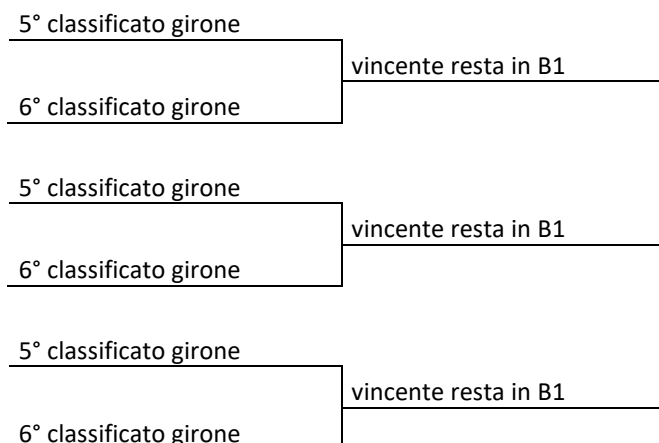 5° classificato girone
vincente resta in B1
6° classificato girone
5° classificato girone
vincente resta in B1
6° classificato girone
5° classificato girone
vincente resta in B1
6° classificato girone